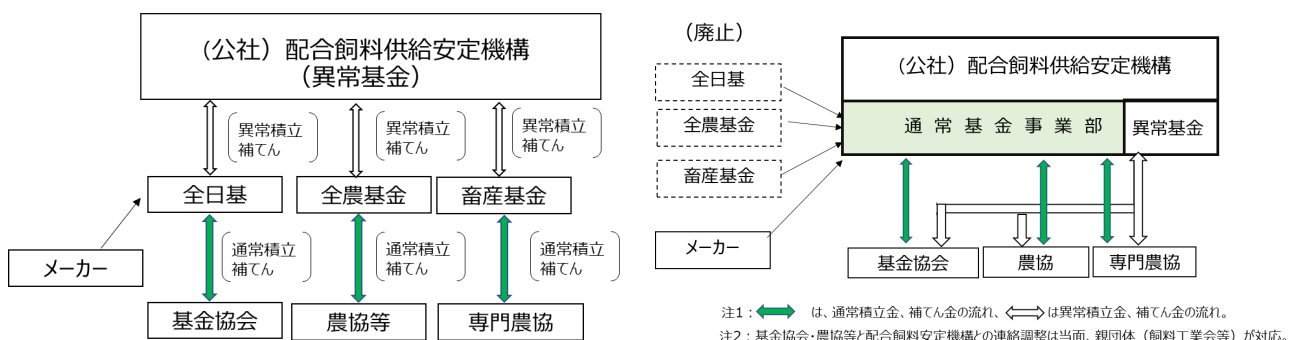 （公社）配合飼料供給安定機構
（異常基金）
異常積立
補てん
異常積立
補てん
異常積立
補てん
全日基
全農基金
畜産基金
メーカー
通常積立
補てん
通常積立
補てん
通常積立
補てん
基金協会
農協等
専門農協
（廃止）
全日基
全農基金
畜産基金
メーカー
（公社）配合飼料供給安定機構
通常基金事業部
異常基金
基金協会
農協
専門農協
注1： は、通常積立金、補てん金の流れ、 は異常積立金、補てん金の流れ。
注2：基金協会・農協等と配合飼料安定機構との連絡調整は当面、親団体（飼料工業会等）が対応。